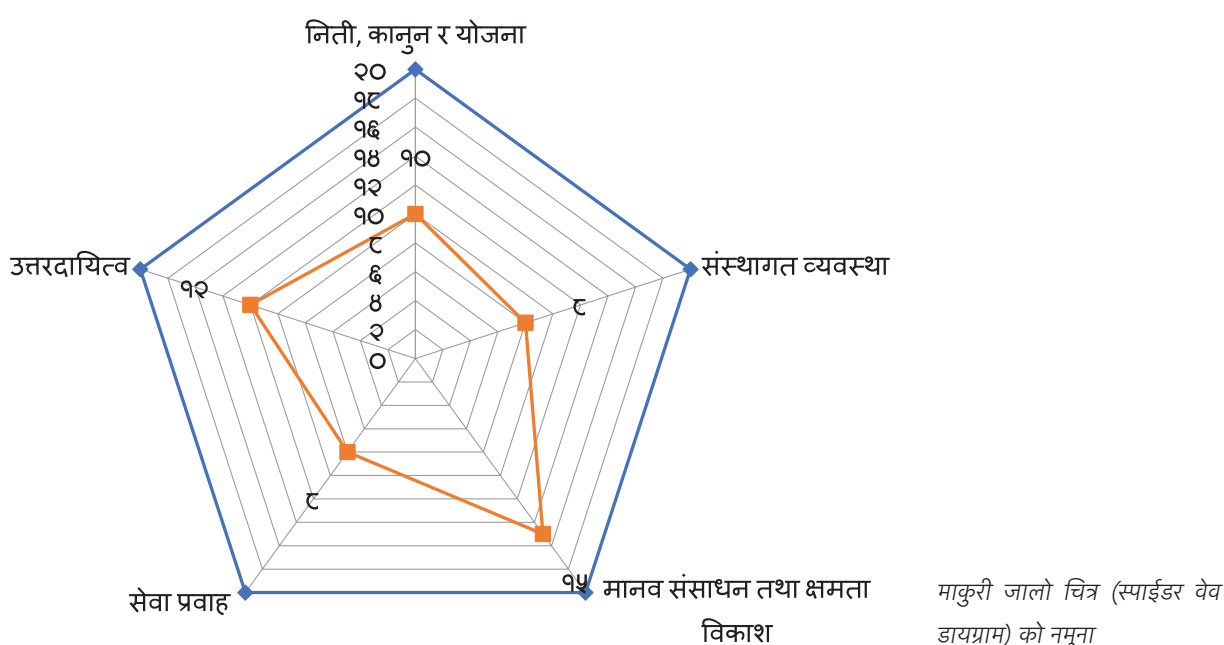 निती, कानुन र योजना
२०
१८
१६
१४
१०
१२
१०
८
६
४
२
०
उत्तरदायित्व
१२
संस्थागत व्यवस्था
८
८
१५
सेवा प्रवाह
मानव संसाधन तथा क्षमता
विकाश
माकुरी जालो चित्र (स्पाईडर वेव
डायग्राम) को नमूना